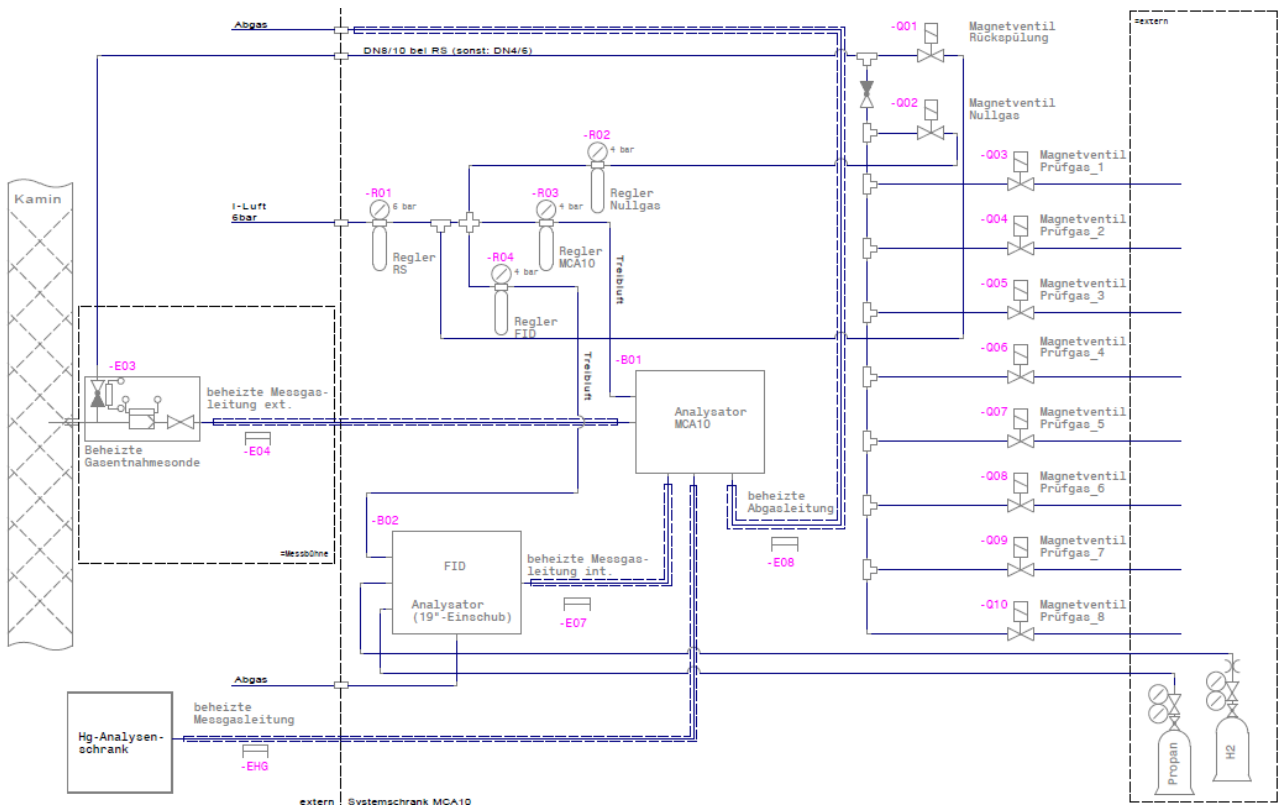 Abgas
-Q01
Magnetventil
Rückspülung
=extern
DN8/10 bei RS (sonst: DN4/6)
-Q02
Magnetventil
Nullgas
-R02
4 bar
-Q03
Magnetventil
Prüfgas_1
Kamin
-R01
6 bar
-R03
4 bar
Regler
Nullgas
I-Luft
6bar
-Q04
Magnetventil
Prüfgas_2
Regler
RS
-R04
4 bar
Regler
MCA10
Treibluft
-Q05
Magnetventil
Prüfgas_3
Regler
FID
-Q06
Magnetventil
Prüfgas_4
-E03
Treibluft
-B01
beheizte Messgas-
leitung ext.
Analysator
MCA10
-Q07
Magnetventil
Prüfgas_5
-E04
Beheizte
Gasentnahmesonde
-Q08
Magnetventil
Prüfgas_6
beheizte
Abgasleitung
-B02
=Messbühne
FID
beheizte Messgas-
leitung int.
-E08
-Q09
Magnetventil
Prüfgas_7
Analysator
(19"-Einschub)
-E07
-Q10
Magnetventil
Prüfgas_8
Abgas
beheizte
Messgasleitung
Hg-Analysen-
schrank
-EHG
Propan
H2
extern
Systemschrank MCA10